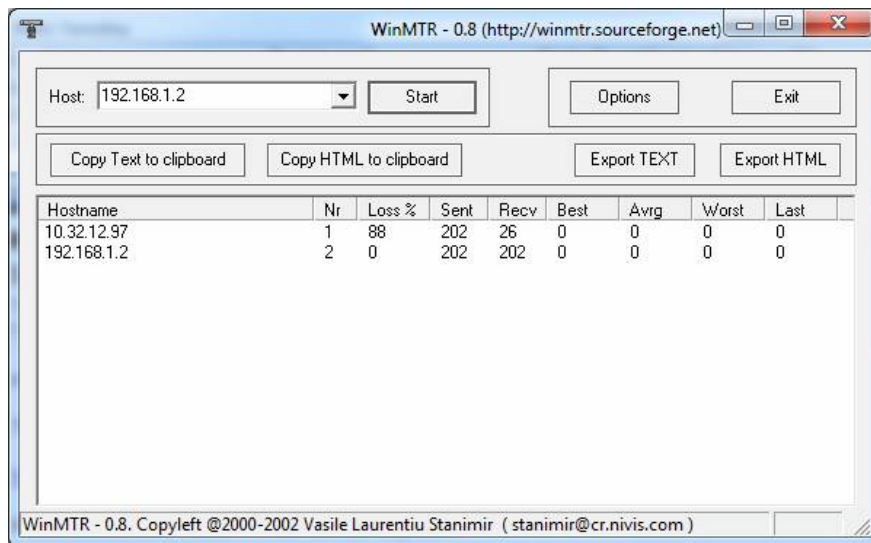 WinMTR - 0.8 (http://winmtr.sourceforge.net)
Host: 192.168.1.2 Start Options Exit
Copy Text to clipboard Copy HTML to clipboard Export TEXT Export HTML
Hostname Nr Loss % Sent Recv Best Avrg Worst Last
10.32.12.97 1 88 202 26 0 0 0 0
192.168.1.2 2 0 202 202 0 0 0 0
WinMTR - 0.8. Copyleft @2000-2002 Vasile Laurentiu Stanimir ( stanimir@cr.nivis.com )